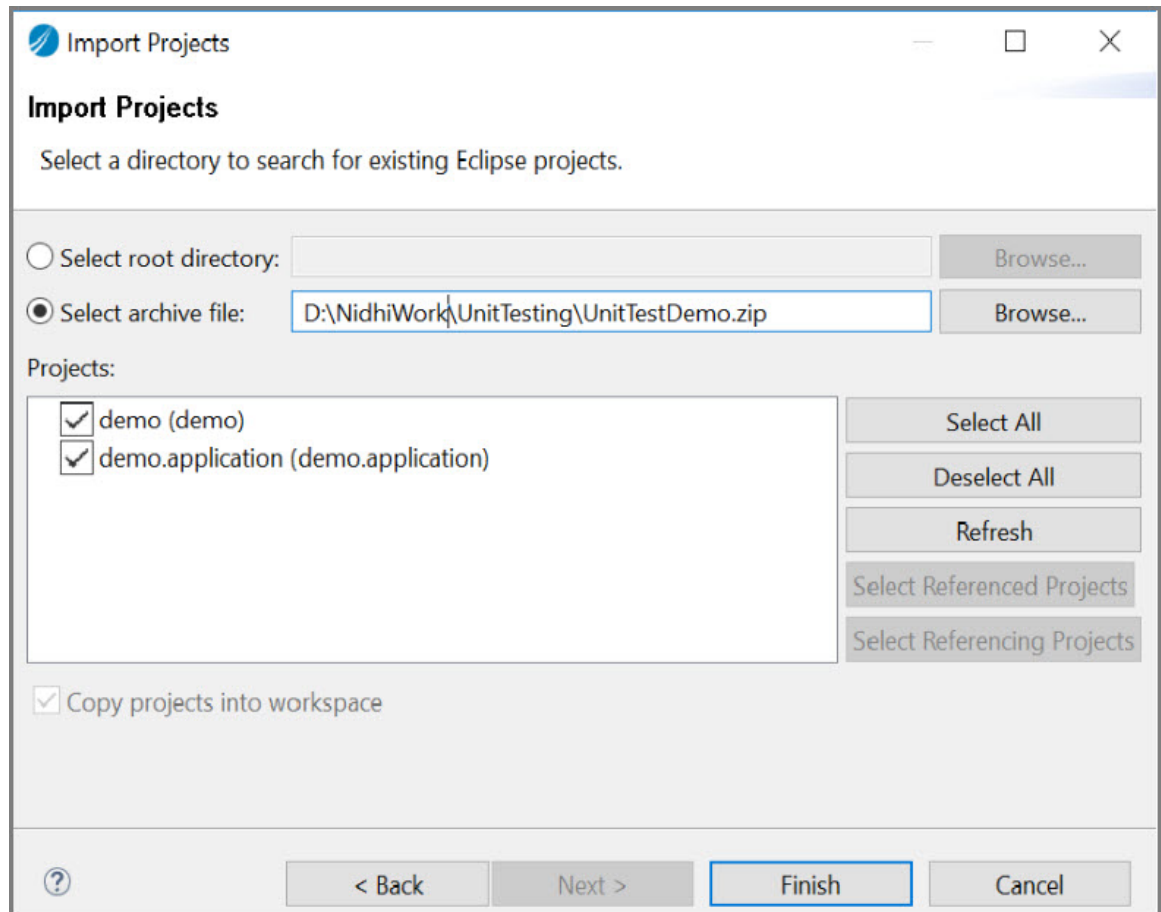 Import Projects
Import Projects
Select a directory to search for existing Eclipse projects.
Select root directory:
Browse...
Select archive file:
D:\NidhiWork\UnitTesting\UnitTestDemo.zip
Browse...
Projects:
demo (demo)
demo.application (demo.application)
Select All
Deselect All
Refresh
Select Referenced Projects
Select Referencing Projects
Copy projects into workspace
?
< Back
Next >
Finish
Cancel